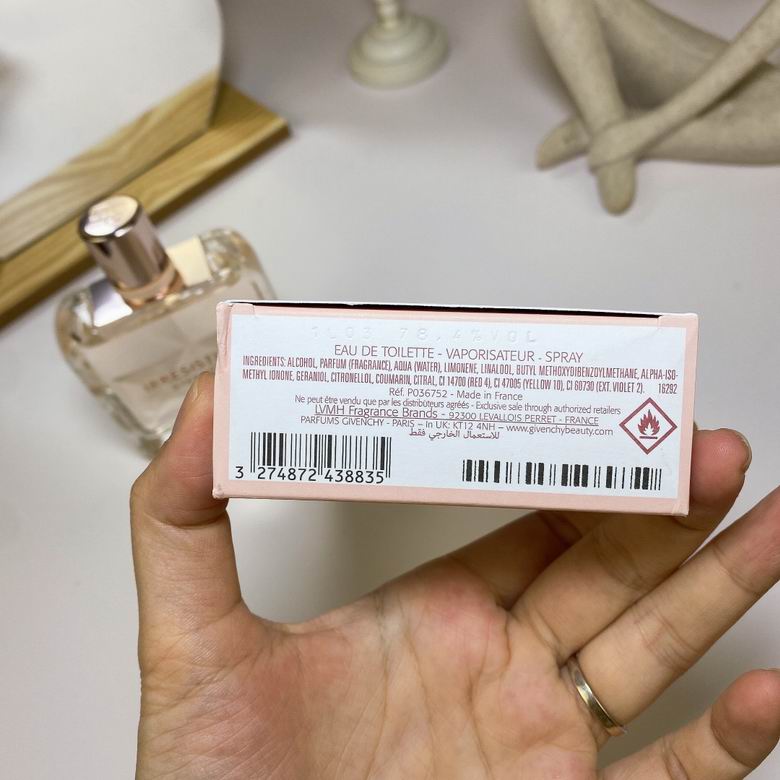 1L03 78,4%VOL
EAU DE TOILETTE - VAPORISATEUR - SPRAY
INGREDIENTS: ALCOHOL, PARFUM (FRAGRANCE), AQUA (WATER), LIMONENE, LINALOOL, BUTYL METHOXYDIBENZOYLMETHANE, ALPHA-ISO-
METHYL IONONE, GERANIOL, CITRONELLOL, COUMARIN, CITRAL, CI 14700 (RED 4), CI 47005 (YELLOW 10), CI 60730 (EXT. VIOLET 2). 16292
Réf. P036752 - Made in France
Ne peut être vendu que par les distributeurs agréés - Exclusive sale through authorized retailers
LVMH Fragrance Brands - 92300 LEVALLOIS PERRET - FRANCE
PARFUMS GIVENCHY - PARIS – In UK: KT12 4NH – www.givenchybeauty.com
للاستعمال الخارجي فقط
3 274872 438835